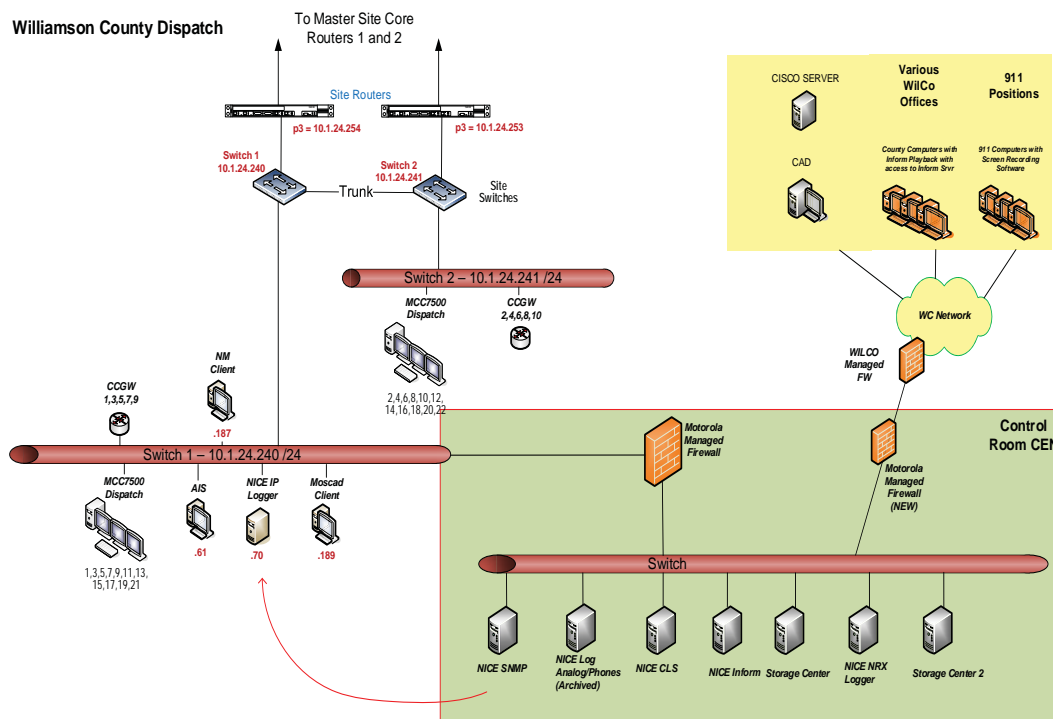 Williamson County Dispatch
To Master Site Core
Routers 1 and 2
Site Routers
p3 = 10.1.24.254
p3 = 10.1.24.253
Switch 1
10.1.24.240
Switch 2
10.1.24.241
Trunk
Site
Switches
CISCO SERVER
CAD
Various
WilCo
Offices
County Computers with
Inform Playback with
access to Inform Srvr
911
Positions
911 Computers with
Screen Recording
Software
WC Network
WILCO
Managed
FW
Switch 2 – 10.1.24.241 /24
MCC7500
Dispatch
2,4,6,8,10,12,
14,16,18,20,22
CCGW
2,4,6,8,10
CCGW
1,3,5,7,9
NM
Client
.187
Switch 1 – 10.1.24.240 /24
MCC7500
Dispatch
1,3,5,7,9,11,13,
15,17,19,21
AIS
.61
NICE IP
Logger
.70
Moscad
Client
.189
Motorola
Managed
Firewall
Motorola
Managed
Firewall
(NEW)
Control
Room CEN
Switch
NICE SNMP
NICE Log
Analog/Phones
(Archived)
NICE CLS
NICE Inform
Storage Center
NICE NRX
Logger
Storage Center 2